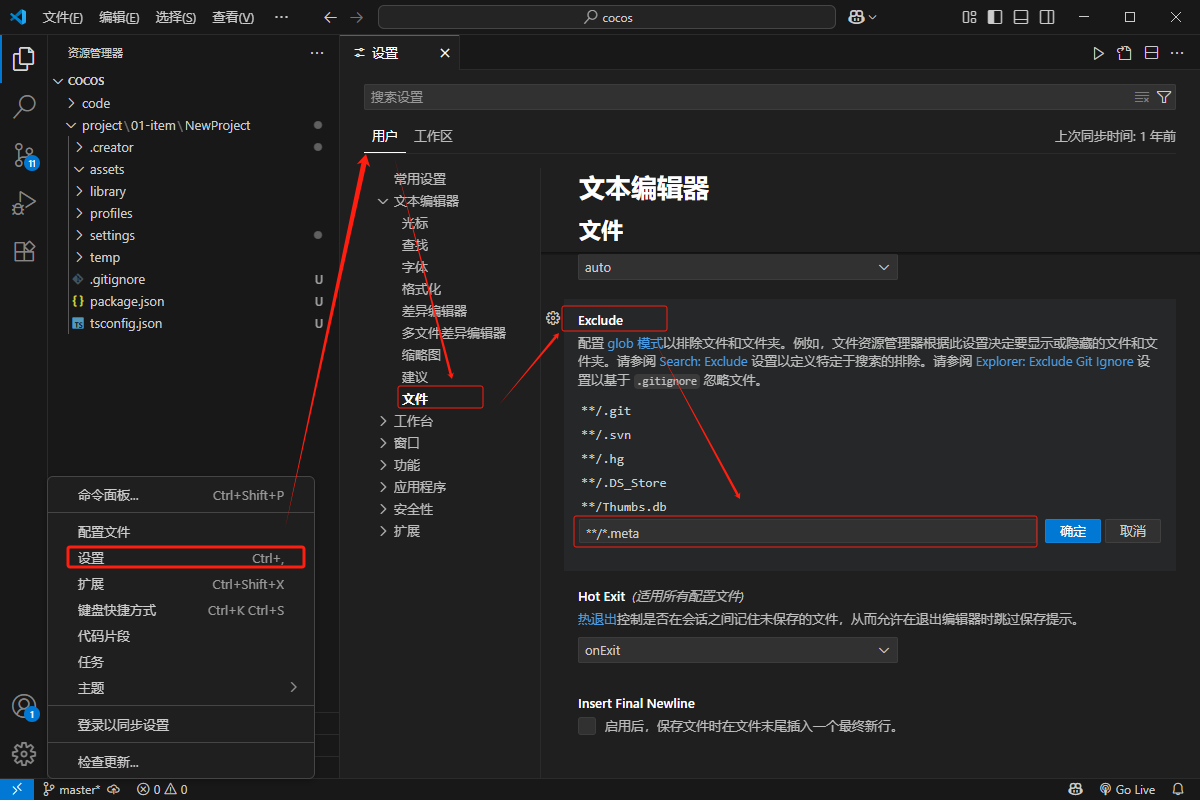 文件(F) 编辑(E) 选择(S) 查看(V) ··· cocos
资源管理器 ···
COCOS
code
project\01-item\NewProject
.creator
assets
library
profiles
settings
temp
.gitignore U
package.json U
tsconfig.json U
11
命令面板... Ctrl+Shift+P
配置文件
设置 Ctrl+,
扩展 Ctrl+Shift+X
键盘快捷方式 Ctrl+K Ctrl+S
代码片段
任务
主题
登录以同步设置
检查更新...
1
设置
搜索设置
用户 工作区 上次同步时间: 1 年前
常用设置
文本编辑器
光标
查找
字体
格式化
差异编辑器
多文件差异编辑器
缩略图
建议
文件
工作台
窗口
功能
应用程序
安全性
扩展
文本编辑器
文件
auto
Exclude
配置 glob 模式以排除文件和文件夹。例如，文件资源管理器根据此设置决定要显示或隐藏的文件和文
件夹。请参阅 Search: Exclude 设置以定义特定于搜索的排除。请参阅 Explorer: Exclude Git Ignore 设
置以基于 .gitignore 忽略文件。
**/.git
**/.svn
**/.hg
**/.DS_Store
**/Thumbs.db
**/*.meta 确定 取消
Hot Exit (适用所有配置文件)
热退出控制是否在会话之间记住未保存的文件，从而允许在退出编辑器时跳过保存提示。
onExit
Insert Final Newline
启用后，保存文件时在文件末尾插入一个最终新行。
master* 0 0 Go Live